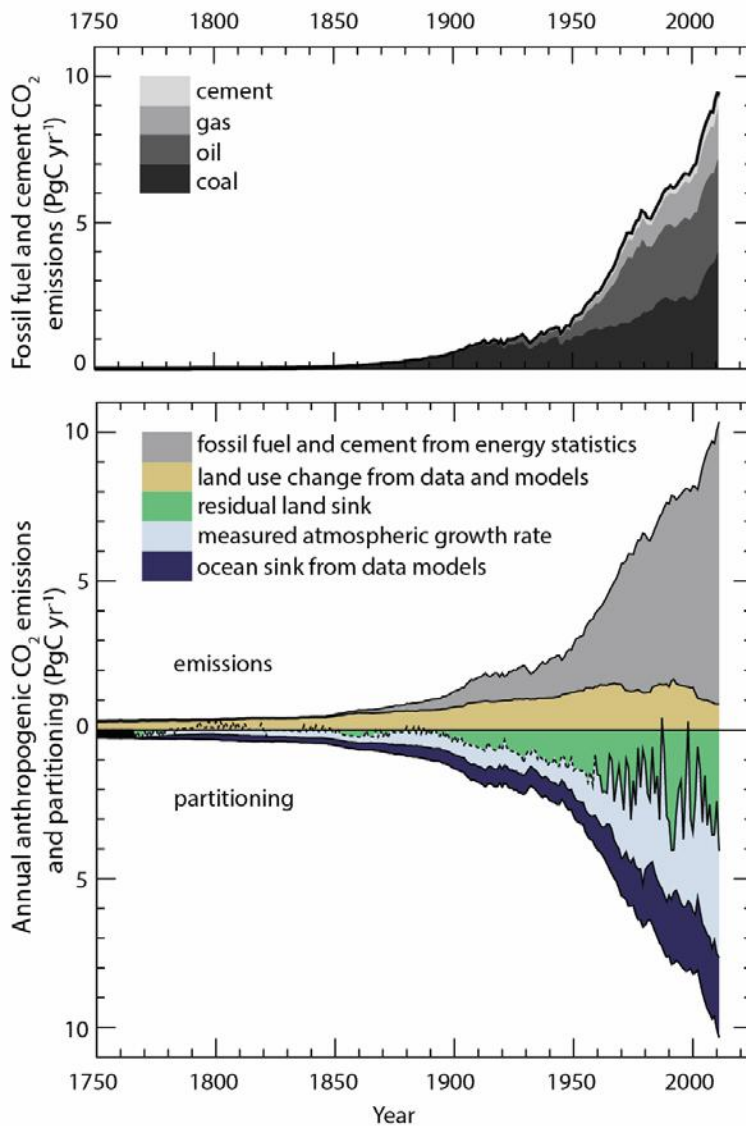 1750 1800 1850 1900 1950 2000
10
5
0
Fossil fuel and cement CO2
emissions (PgC yr-1)
cement
gas
oil
coal
10
5
0
5
10
Annual anthropogenic CO2 emissions
and partitioning (PgC yr-1)
fossil fuel and cement from energy statistics
land use change from data and models
residual land sink
measured atmospheric growth rate
ocean sink from data models
emissions
partitioning
1750 1800 1850 1900 1950 2000
Year